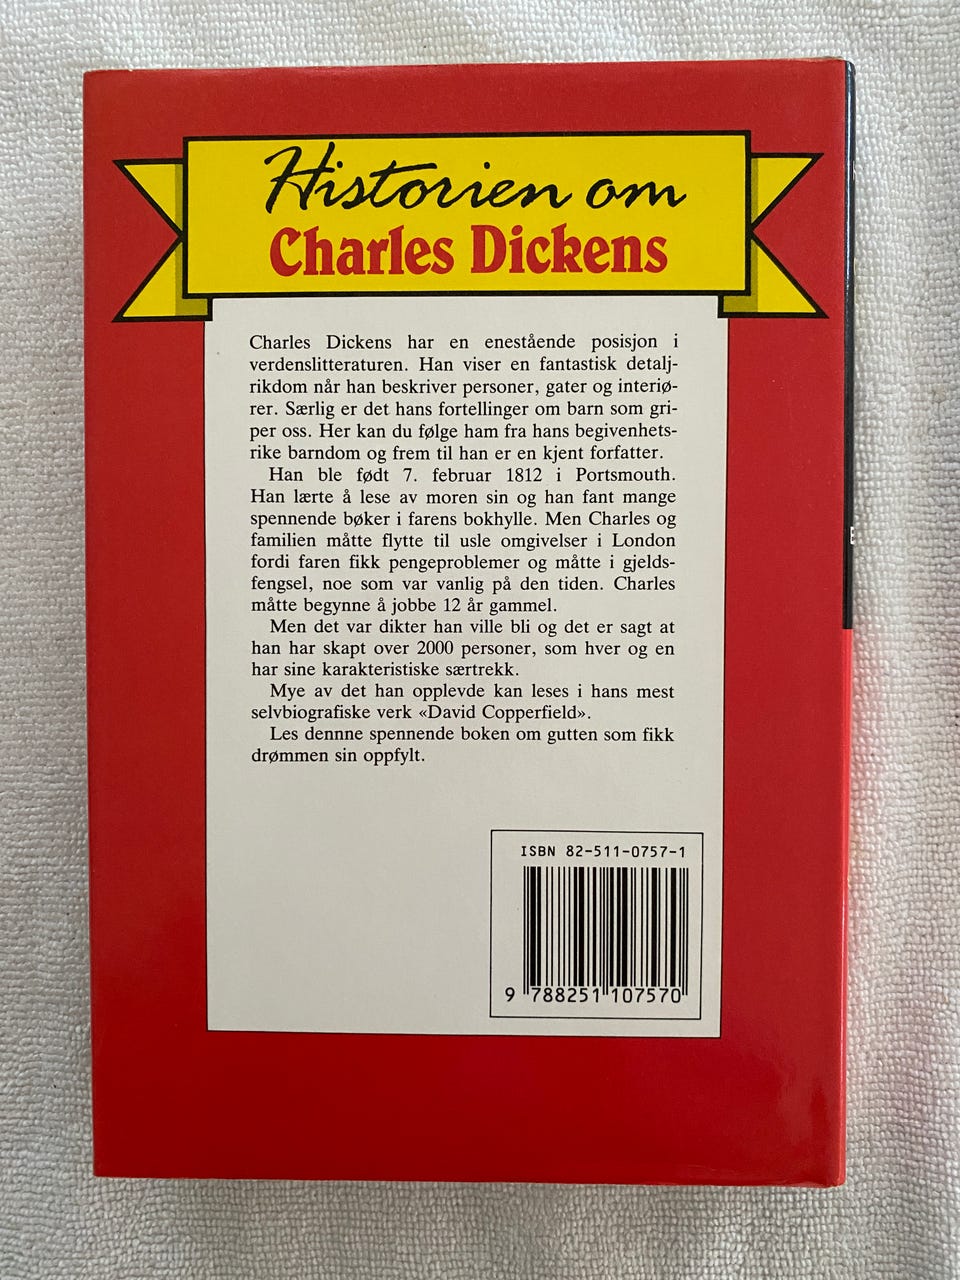 Historien om
Charles Dickens
Charles Dickens har en enestående posisjon i
verdenslitteraturen. Han viser en fantastisk detalj-
rikdom når han beskriver personer, gater og interiø-
rer. Særlig er det hans fortellinger om barn som gri-
per oss. Her kan du følge ham fra hans begivenhets-
rike barndom og frem til han er en kjent forfatter.
Han ble født 7. februar 1812 i Portsmouth.
Han lærte å lese av moren sin og han fant mange
spennende bøker i farens bokhylle. Men Charles og
familien måtte flytte til usle omgivelser i London
fordi faren fikk pengeproblemer og måtte i gjelds-
fengsel, noe som var vanlig på den tiden. Charles
måtte begynne å jobbe 12 år gammel.
Men det var dikter han ville bli og det er sagt at
han har skapt over 2000 personer, som hver og en
har sine karakteristiske særtrekk.
Mye av det han opplevde kan leses i hans mest
selvbiografiske verk «David Copperfield».
Les dennne spennende boken om gutten som fikk
drømmen sin oppfylt.
ISBN 82-511-0757-1
9 788251 107570